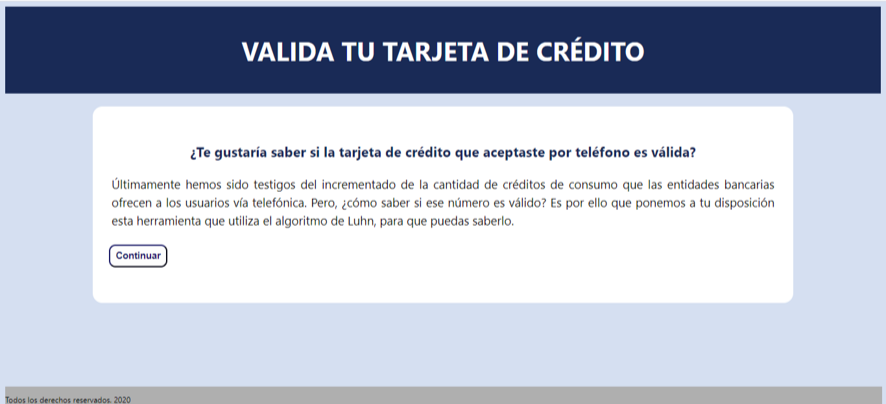 VALIDA TU TARJETA DE CRÉDITO
¿Te gustaría saber si la tarjeta de crédito que aceptaste por teléfono es válida?
Últimamente hemos sido testigos del incrementado de la cantidad de créditos de consumo que las entidades bancarias
ofrecen a los usuarios vía telefónica. Pero, ¿cómo saber si ese número es válido? Es por ello que ponemos a tu disposición
esta herramienta que utiliza el algoritmo de Luhn, para que puedas saberlo.
Continuar
Todos los derechos reservados. 2020